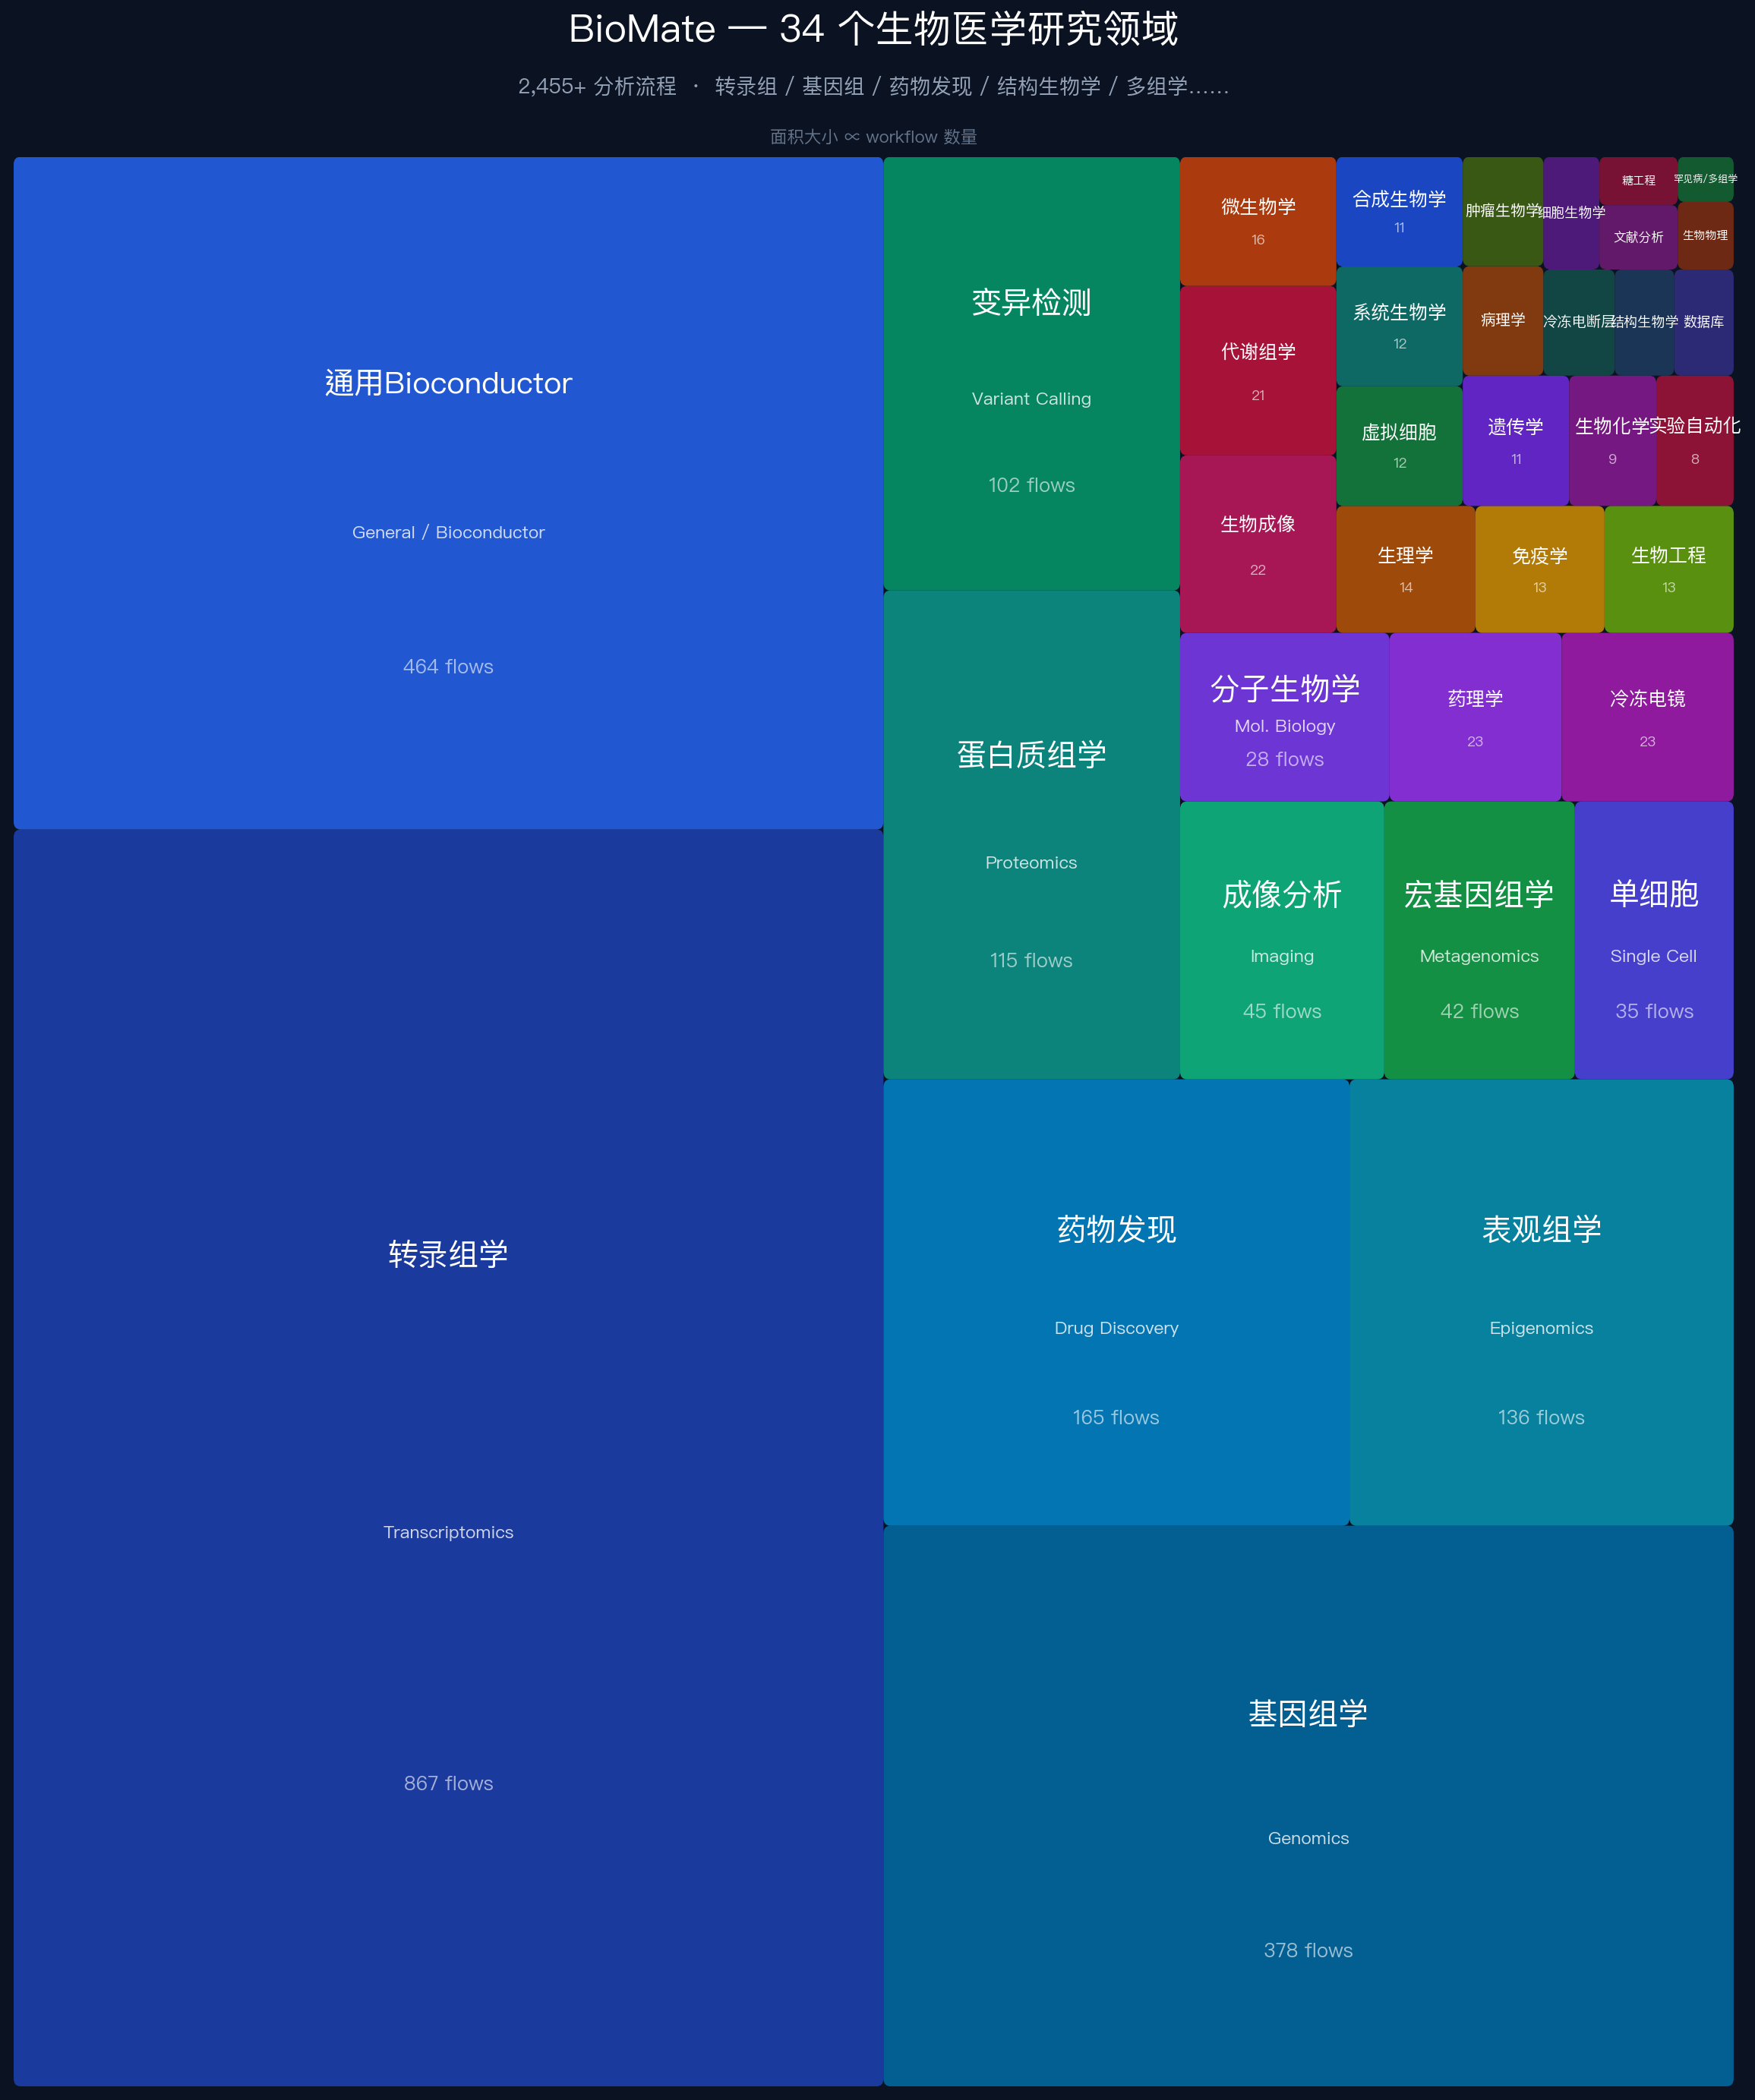 BioMate — 34 个生物医学研究领域
2,455+ 分析流程 · 转录组 / 基因组 / 药物发现 / 结构生物学 / 多组学......
面积大小 ∝ workflow 数量
通用Bioconductor
General / Bioconductor
464 flows
转录组学
Transcriptomics
867 flows
变异检测
Variant Calling
102 flows
蛋白质组学
Proteomics
115 flows
微生物学
16
代谢组学
21
生物成像
22
合成生物学
11
系统生物学
12
虚拟细胞
12
肿瘤生物学
细胞生物学
糖工程
罕见病/多组学
文献分析
生物物理
病理学
冷冻电断层
结构生物学
数据库
遗传学
11
生物化学
9
实验自动化
8
生理学
14
免疫学
13
生物工程
13
分子生物学
Mol. Biology
28 flows
药理学
23
冷冻电镜
23
成像分析
Imaging
45 flows
宏基因组学
Metagenomics
42 flows
单细胞
Single Cell
35 flows
药物发现
Drug Discovery
165 flows
表观组学
Epigenomics
136 flows
基因组学
Genomics
378 flows